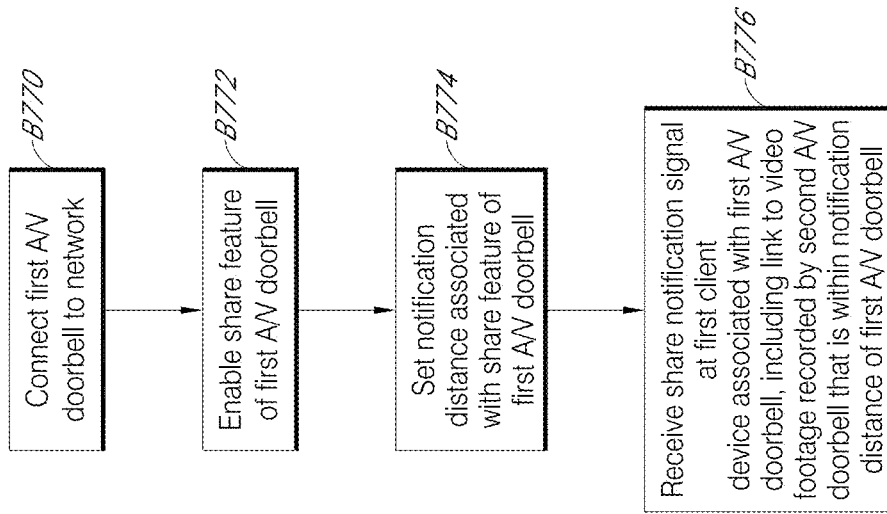 B770
Connect first A/V
doorbell to network
B772
Enable share feature
of first A/V doorbell
B774
Set notification
distance associated
with share feature of
first A/V doorbell
B776
Receive share notification signal
at first client
device associated with first A/V
doorbell, including link to video
footage recorded by second A/V
doorbell that is within notification
distance of first A/V doorbell